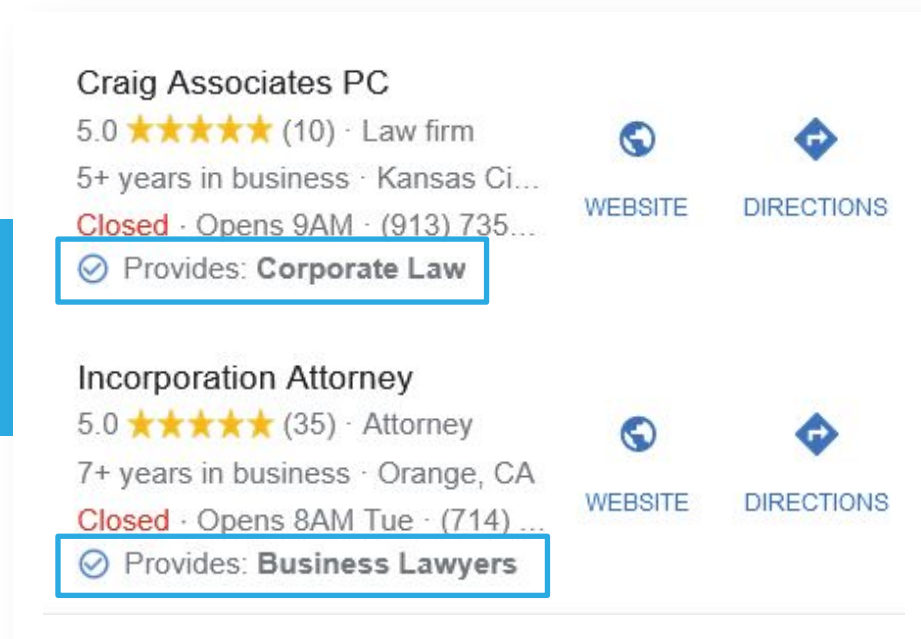 Craig Associates PC
5.0 ★★★★★ (10) · Law firm
5+ years in business · Kansas Ci...
Closed · Opens 9AM · (913) 735...
WEBSITE
DIRECTIONS
Provides: Corporate Law
Incorporation Attorney
5.0 ★★★★★ (35) · Attorney
7+ years in business · Orange, CA
Closed · Opens 8AM Tue · (714) ...
WEBSITE
DIRECTIONS
Provides: Business Lawyers